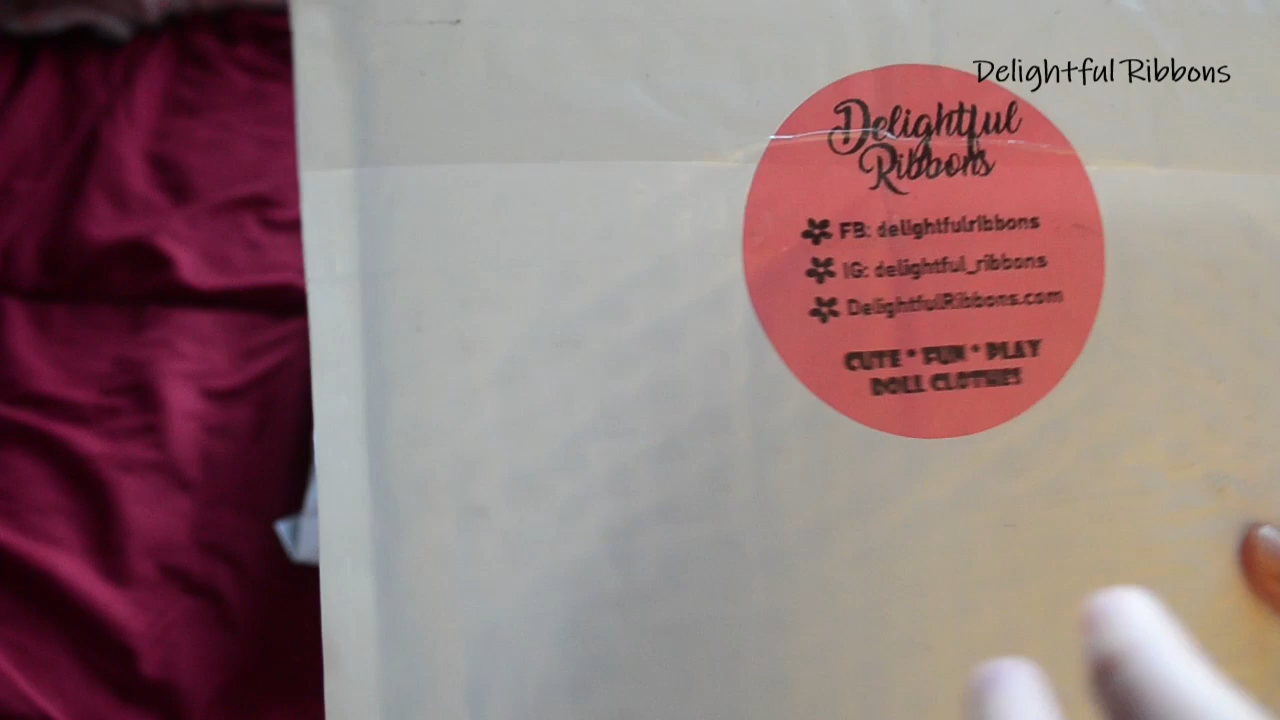 Delightful Ribbons
Delightful
Ribbons
FB: delightfulribbons
IG: delightful_ribbons
DelightfulRibbons.com
CUTE * FUN * PLAY
DOLL CLOTHES